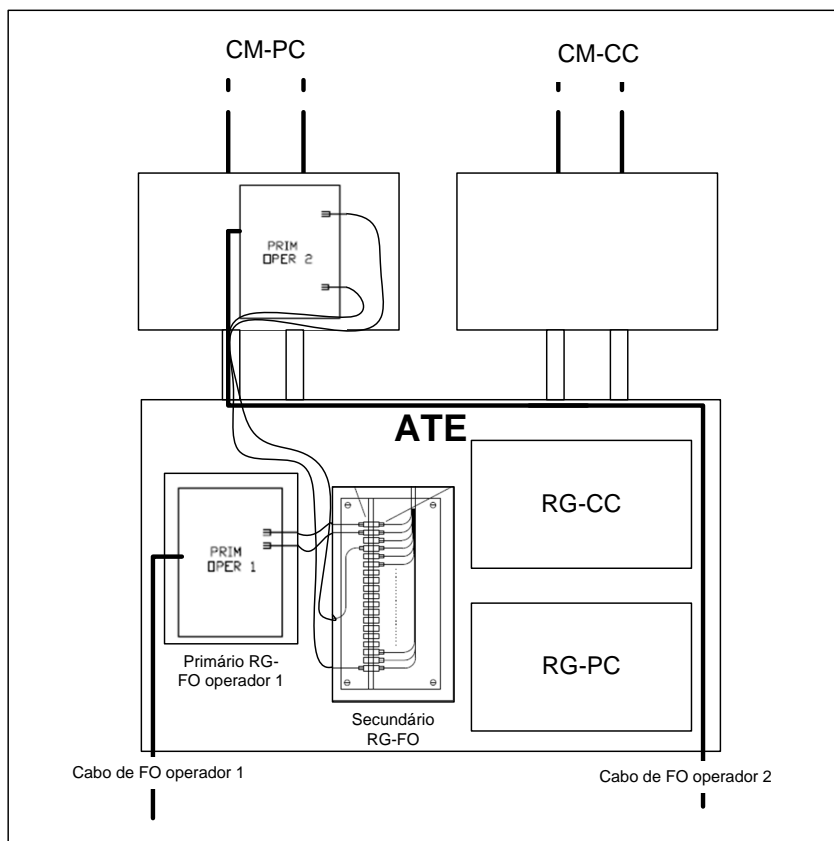 CM-PC
CM-CC
PRIM
OPER 2
ATE
RG-CC
PRIM
OPER 1
RG-PC
Primário RG-
FO operador 1
Secundário
RG-FO
Cabo de FO operador 1
Cabo de FO operador 2